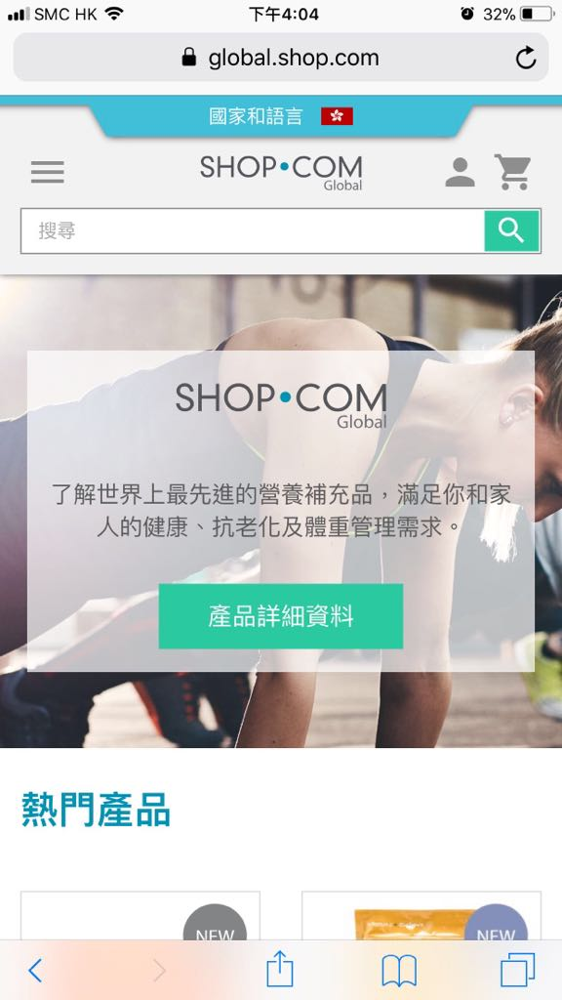 SMC HK 下午4:04 32%
global.shop.com
國家和語言
SHOP•COM
Global
搜尋
SHOP•COM
Global
了解世界上最先進的營養補充品，滿足你和家
人的健康、抗老化及體重管理需求。
產品詳細資料
熱門產品
NEW NEW